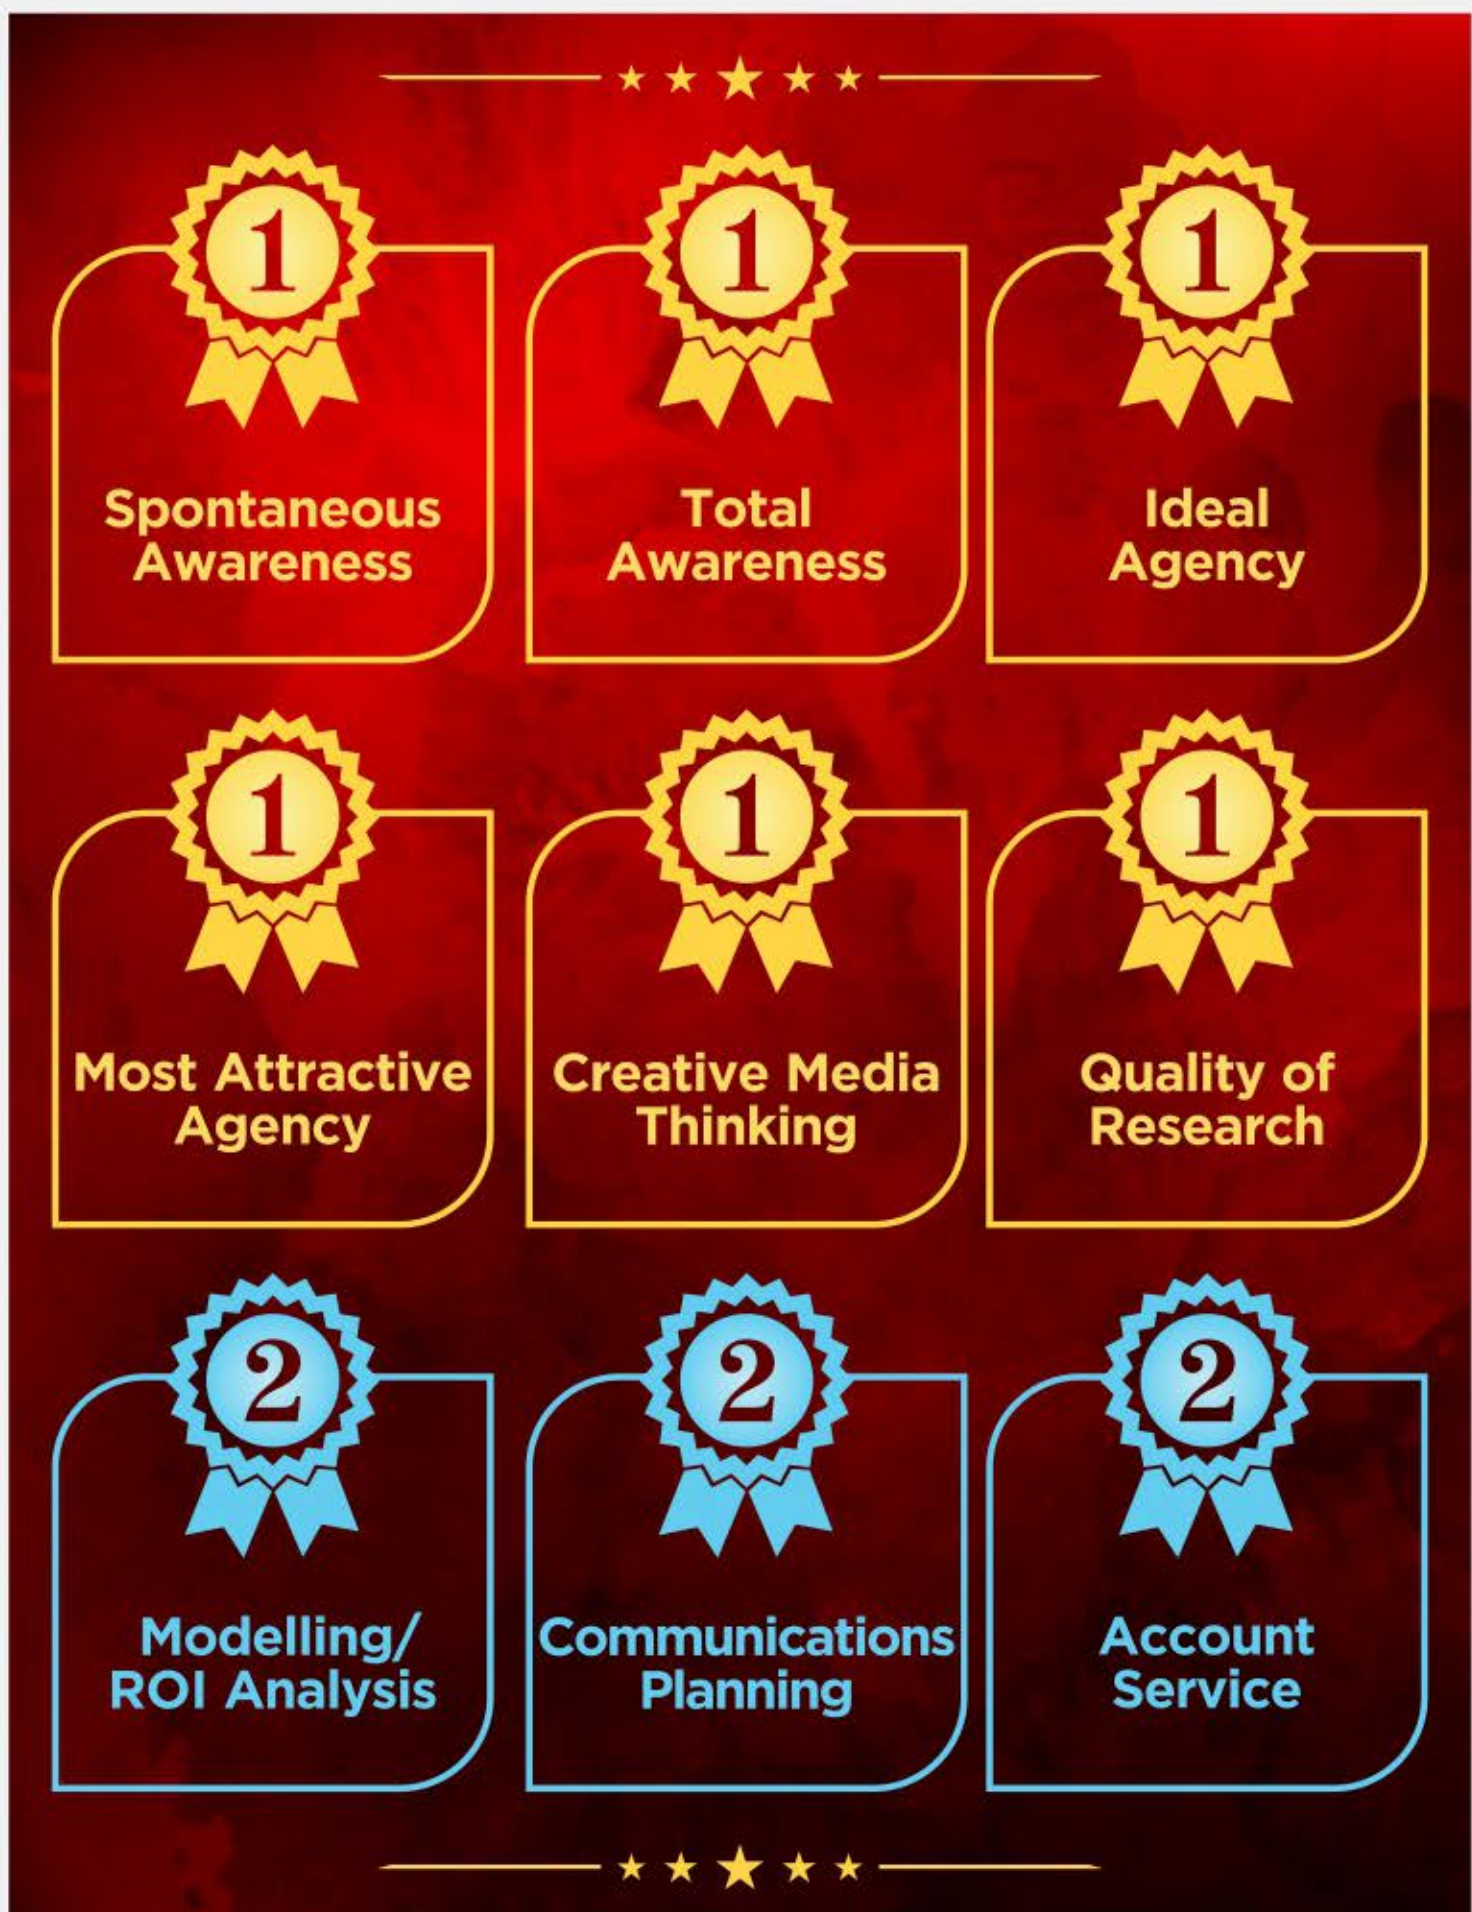 1
1
1
Spontaneous
Awareness
Total
Awareness
Ideal
Agency
1
1
1
Most Attractive
Agency
Creative Media
Thinking
Quality of
Research
2
2
2
Modelling/
ROI Analysis
Communications
Planning
Account
Service